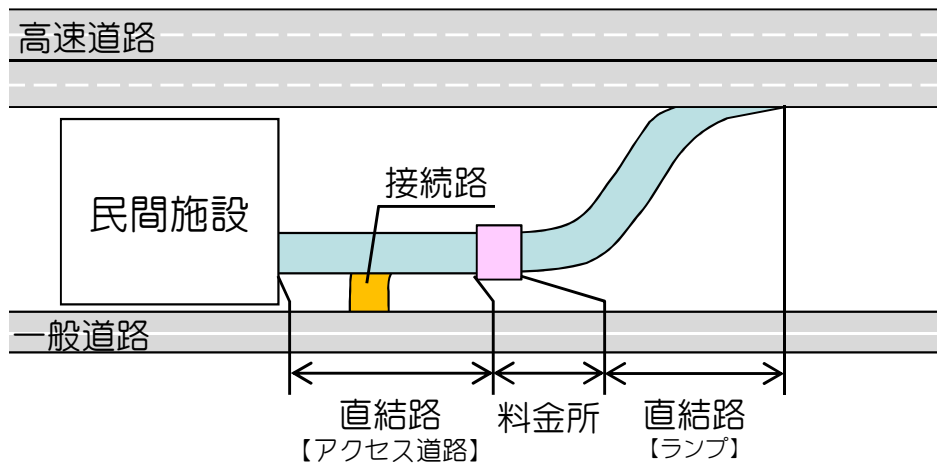 高速道路
接続路
民間施設
一般道路
直結路
【アクセス道路】
料金所
直結路
【ランプ】